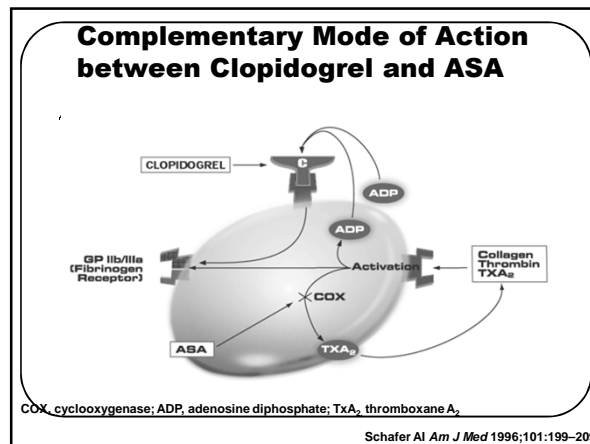 Complementary Mode of Action
between Clopidogrel and ASA
CLOPIDOGREL
C
ADP
ADP
GP IIb/IIIa
(Fibrinogen
Receptor)
Activation
Collagen
Thrombin
TXA₂
COX
ASA
TXA₂
COX, cyclooxygenase; ADP, adenosine diphosphate; TxA₂ thromboxane A₂
Schafer AI Am J Med 1996;101:199–209